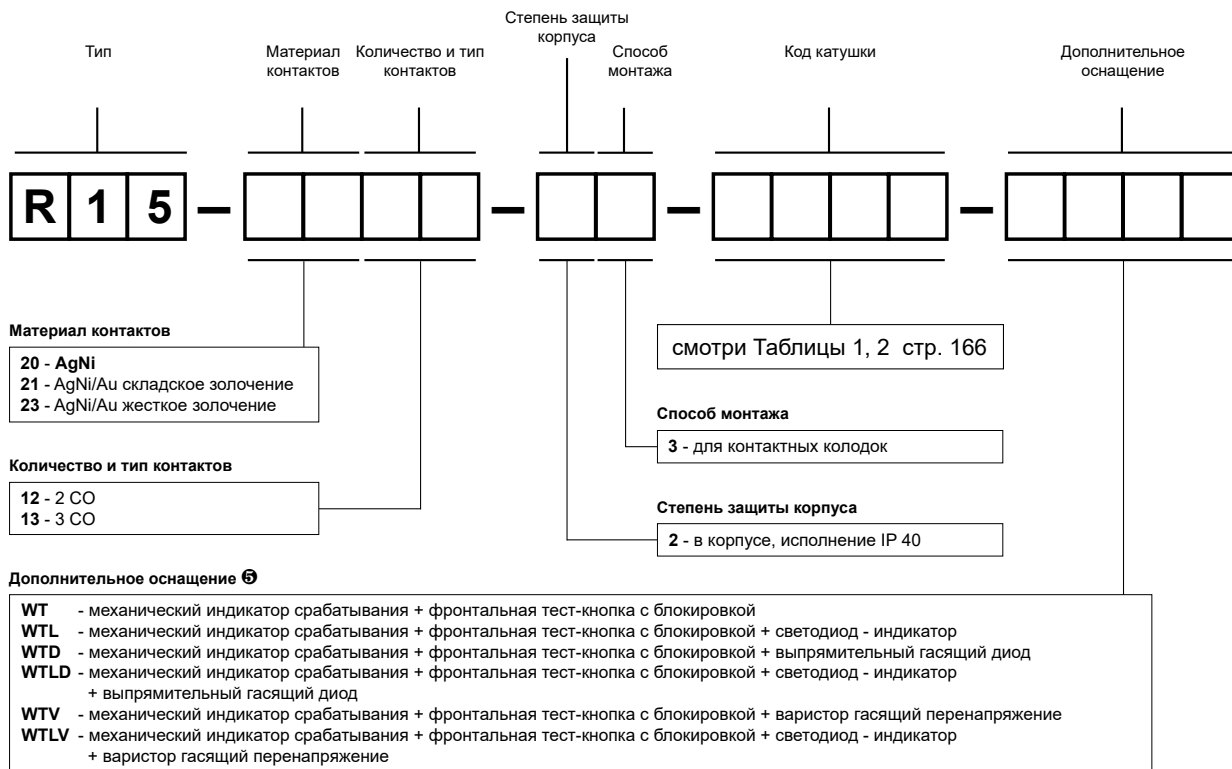 Степень защиты
корпуса
Тип
Материал
контактов
Количество и тип
контактов
Способ
монтажа
Код катушки
Дополнительное
оснащение
R 1 5 – – – –
Материал контактов
20 - AgNi
21 - AgNi/Au складское золочение
23 - AgNi/Au жесткое золочение
Количество и тип контактов
12 - 2 CO
13 - 3 CO
смотри Таблицы 1, 2 стр. 166
Способ монтажа
3 - для контактных колодок
Степень защиты корпуса
2 - в корпусе, исполнение IP 40
Дополнительное оснащение ❺
WT - механический индикатор срабатывания + фронтальная тест-кнопка с блокировкой
WTL - механический индикатор срабатывания + фронтальная тест-кнопка с блокировкой + светодиод - индикатор
WTD - механический индикатор срабатывания + фронтальная тест-кнопка с блокировкой + выпрямительный гасящий диод
WTLD - механический индикатор срабатывания + фронтальная тест-кнопка с блокировкой + светодиод - индикатор
+ выпрямительный гасящий диод
WTV - механический индикатор срабатывания + фронтальная тест-кнопка с блокировкой + варистор гасящий перенапряжение
WTLV - механический индикатор срабатывания + фронтальная тест-кнопка с блокировкой + светодиод - индикатор
+ варистор гасящий перенапряжение